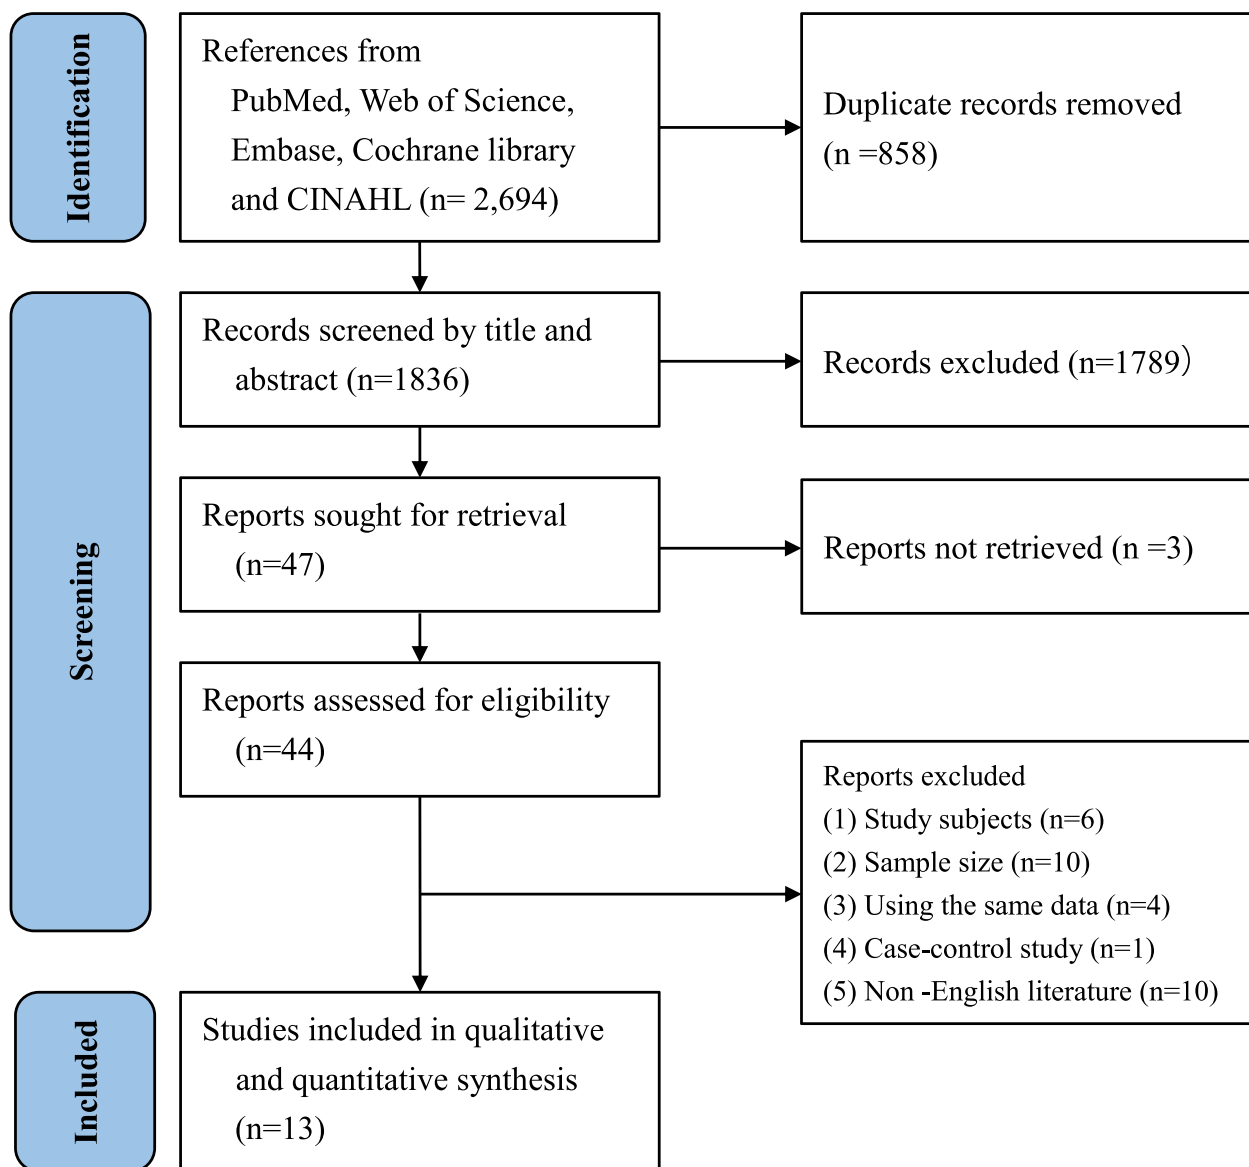 Identification
References from
PubMed, Web of Science,
Embase, Cochrane library
and CINAHL (n= 2,694)
Duplicate records removed
(n =858)
Screening
Records screened by title and
abstract (n=1836)
Records excluded (n=1789）
Reports sought for retrieval
(n=47)
Reports not retrieved (n =3)
Reports assessed for eligibility
(n=44)
Reports excluded
(1) Study subjects (n=6)
(2) Sample size (n=10)
(3) Using the same data (n=4)
(4) Case-control study (n=1)
(5) Non -English literature (n=10)
Included
Studies included in qualitative
and quantitative synthesis
(n=13)